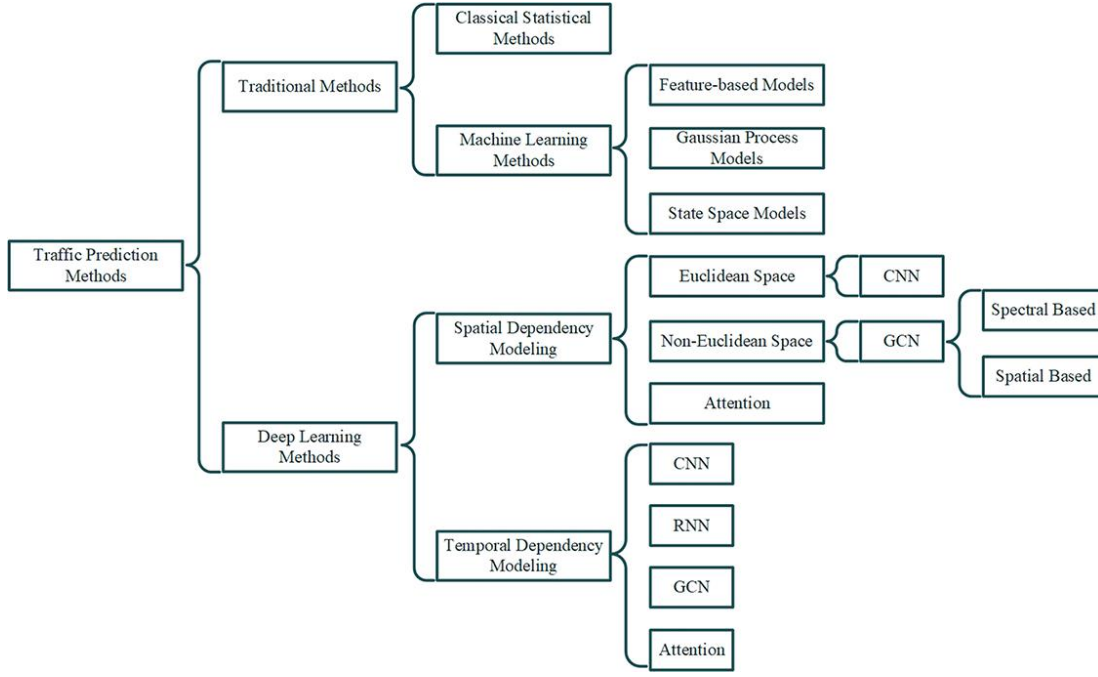 Classical Statistical
Methods
Traditional Methods
Feature-based Models
Machine Learning
Methods
Gaussian Process
Models
State Space Models
Traffic Prediction
Methods
Euclidean Space
CNN
Spatial Dependency
Modeling
Non-Euclidean Space
GCN
Spectral Based
Spatial Based
Attention
Deep Learning
Methods
CNN
RNN
Temporal Dependency
Modeling
GCN
Attention